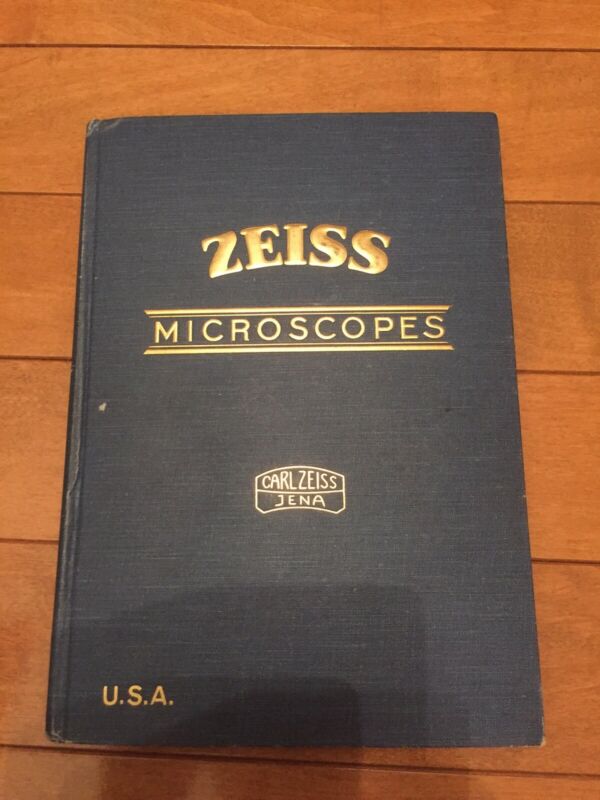 ZEISS
MICROSCOPES
CARL ZEISS
JENA
U.S.A.